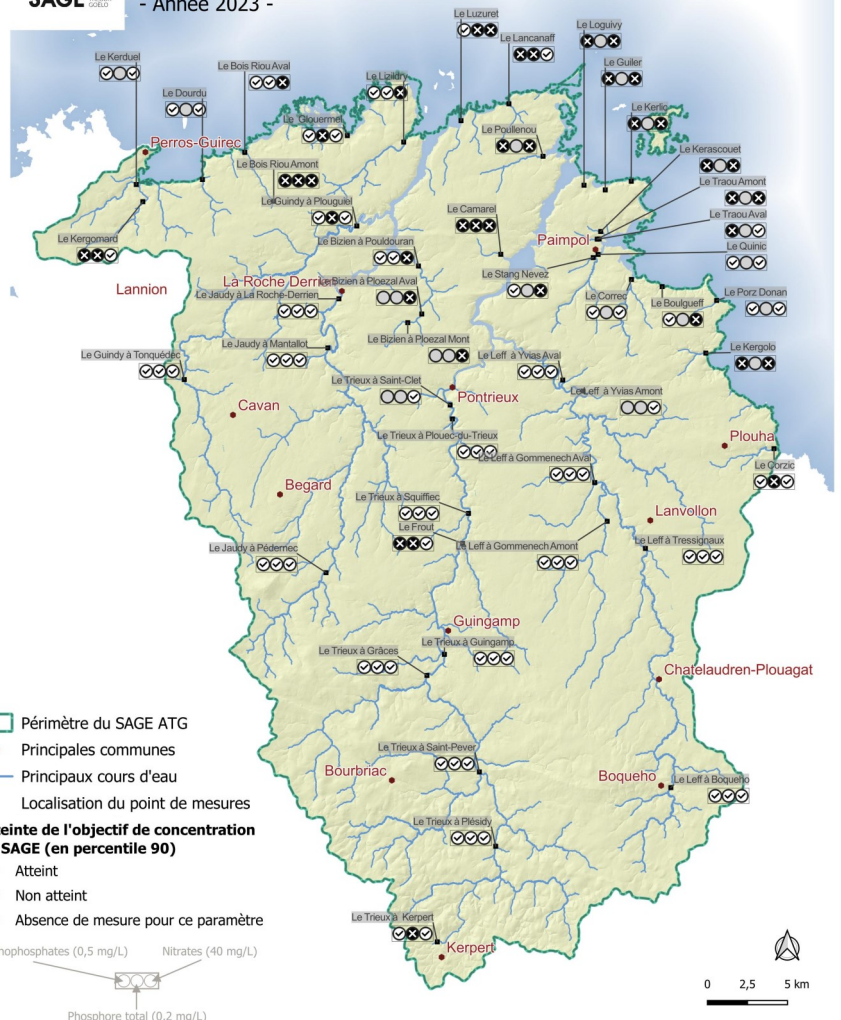 SAGE GOËLO
- Année 2023 -
Le Luzuret
Le Loguivy
Le Lancanaff
Le Kerduel
Le Bois Riou Aval
Le Guiler
Le Lizildry
Le Dourdu
Le Kerlic
Le Glouermel
Le Poullenou
Perros-Guirec
Le Kerascouet
Le Bois Riou Amont
Le Traou Amont
Le Guindy à Plouguiel
Le Camarel
Le Traou Aval
Le Kergomard
Le Bizien à Pouldouran
Paimpol
Le Quinic
La Roche Derrien
Le Bizien à Ploezal Aval
Le Stang Nevez
Lannion
Le Jaudy à La Roche-Derrien
Le Correc
Le Boulgueff
Le Porz Donan
Le Bizien à Ploezal Mont
Le Jaudy à Mantallot
Le Guindy à Tonquédec
Le Leff à Yvias Aval
Le Kergolo
Le Trieux à Saint-Clet
Pontrieux
Le Leff à Yvias Amont
Cavan
Le Trieux à Plouec-du-Trieux
Plouha
Le Leff à Gommenech Aval
Le Corzic
Begard
Le Trieux à Squiffiec
Lanvollon
Le Frout
Le Jaudy à Pédernec
Le Leff à Gommenech Amont
Le Leff à Tressignaux
Guingamp
Le Trieux à Grâces
Le Trieux à Guingamp
Chatelaudren-Plouagat
Périmètre du SAGE ATG
Principales communes
Le Trieux à Saint-Pever
Bourbriac
Boqueho
Le Leff à Boqueho
Principaux cours d'eau
Localisation du point de mesures
Le Trieux à Plésidy
einte de l'objectif de concentration
SAGE (en percentile 90)
Atteint
Non atteint
Absence de mesure pour ce paramètre
Le Trieux à Kerpert
Kerpert
nophosphates (0,5 mg/L)
Nitrates (40 mg/L)
Phosphore total (0,2 mg/L)
0 2,5 5 km